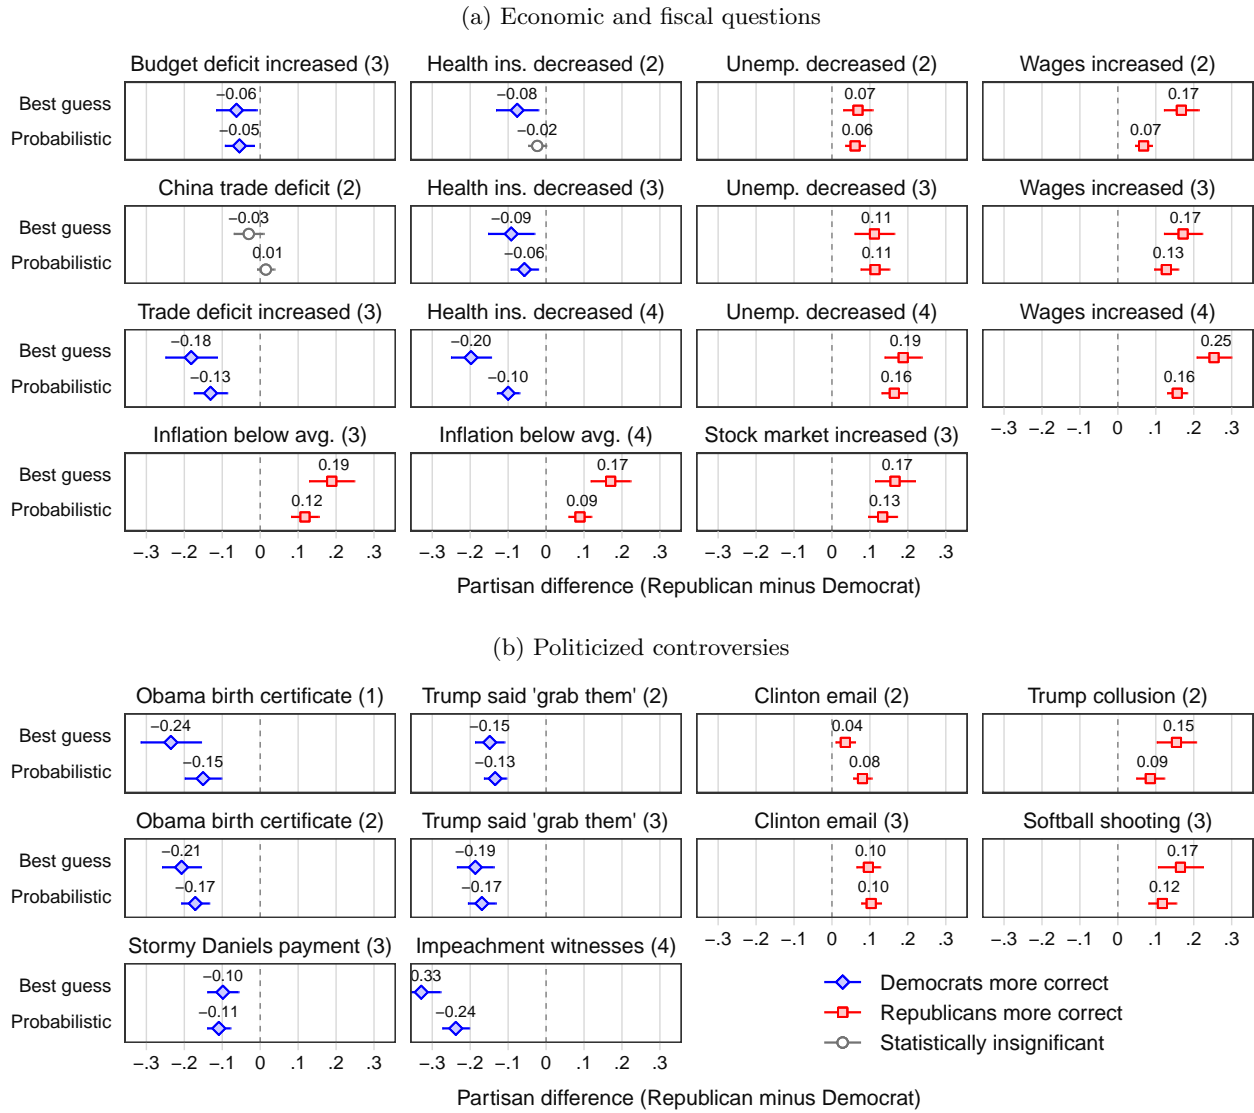 (a) Economic and fiscal questions
Budget deficit increased (3) Health ins. decreased (2) Unemp. decreased (2) Wages increased (2)
Best guess −0.06 −0.08 0.07 0.17
Probabilistic −0.05 −0.02 0.06 0.07
China trade deficit (2) Health ins. decreased (3) Unemp. decreased (3) Wages increased (3)
Best guess −0.03 −0.09 0.11 0.17
Probabilistic 0.01 −0.06 0.11 0.13
Trade deficit increased (3) Health ins. decreased (4) Unemp. decreased (4) Wages increased (4)
Best guess −0.18 −0.20 0.19 0.25
Probabilistic −0.13 −0.10 0.16 0.16
−.3 −.2 −.1 0 .1 .2 .3
Inflation below avg. (3) Inflation below avg. (4) Stock market increased (3)
Best guess 0.19 0.17 0.17
Probabilistic 0.12 0.09 0.13
−.3 −.2 −.1 0 .1 .2 .3 −.3 −.2 −.1 0 .1 .2 .3 −.3 −.2 −.1 0 .1 .2 .3
Partisan difference (Republican minus Democrat)
(b) Politicized controversies
Obama birth certificate (1) Trump said 'grab them' (2) Clinton email (2) Trump collusion (2)
Best guess −0.24 −0.15 0.04 0.15
Probabilistic −0.15 −0.13 0.08 0.09
Obama birth certificate (2) Trump said 'grab them' (3) Clinton email (3) Softball shooting (3)
Best guess −0.21 −0.19 0.10 0.17
Probabilistic −0.17 −0.17 0.10 0.12
−.3 −.2 −.1 0 .1 .2 .3 −.3 −.2 −.1 0 .1 .2 .3
Stormy Daniels payment (3) Impeachment witnesses (4)
Best guess −0.10 0.33
Probabilistic −0.11 −0.24
−.3 −.2 −.1 0 .1 .2 .3 −.3 −.2 −.1 0 .1 .2 .3
Democrats more correct
Republicans more correct
Statistically insignificant
Partisan difference (Republican minus Democrat)